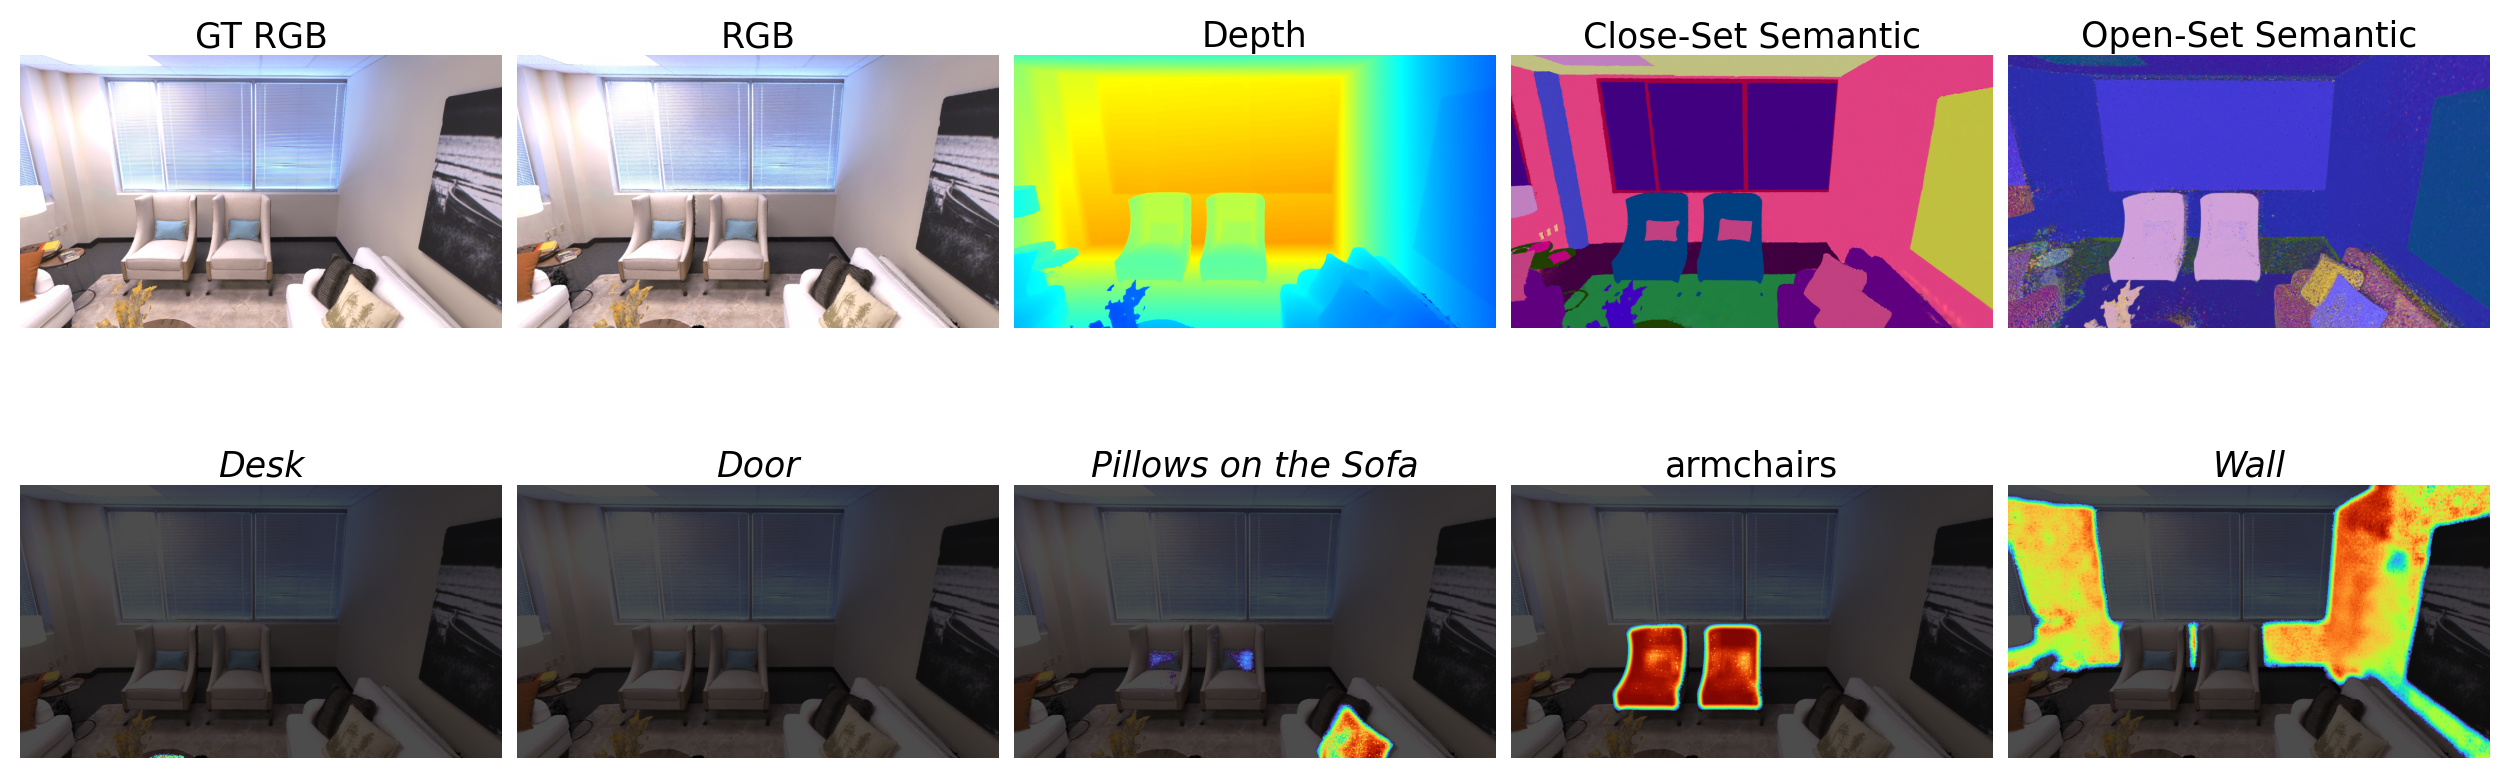 GT RGB
RGB
Depth
Close-Set Semantic
Open-Set Semantic
Desk
Door
Pillows on the Sofa
armchairs
Wall